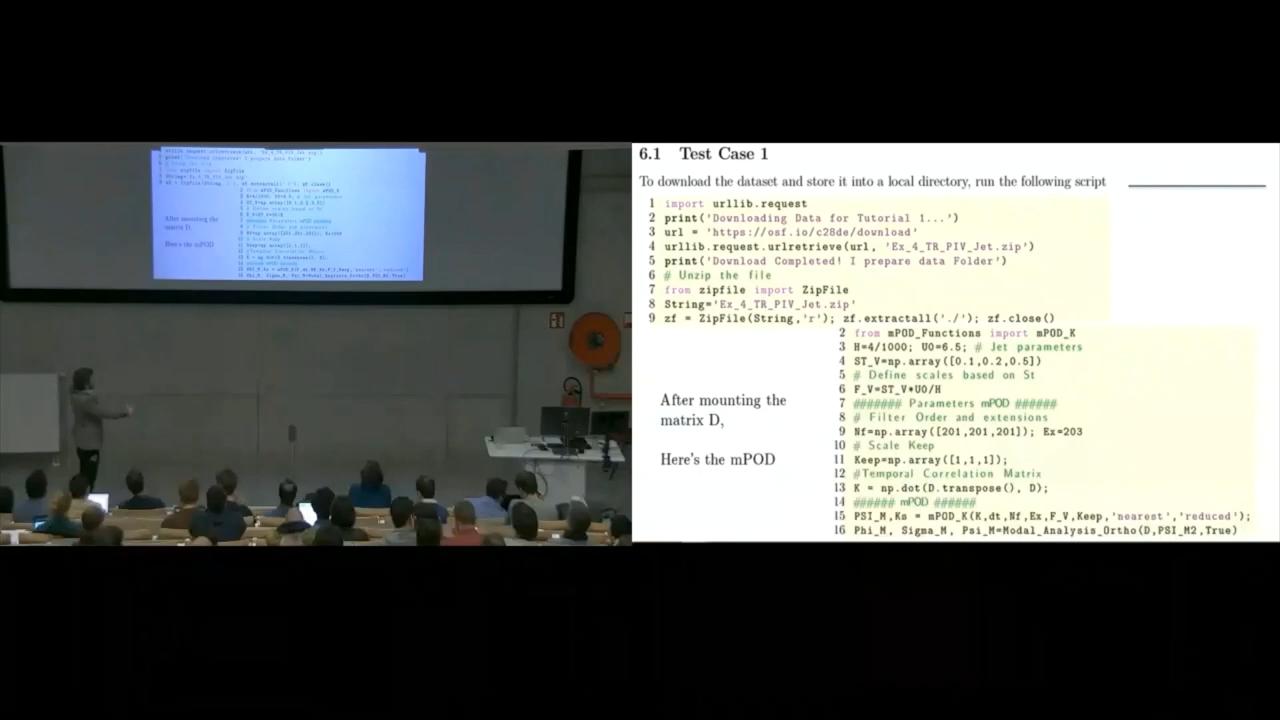 6.1 Test Case 1
To download the dataset and store it into a local directory, run the following script
1 import urllib.request
2 print('Downloading Data for Tutorial 1...')
3 url = 'https://osf.io/c28de/download'
4 urllib.request.urlretrieve(url, 'Ex_4_TR_PIV_Jet.zip')
5 print('Download Completed! I prepare data Folder')
6 # Unzip the file
7 from zipfile import ZipFile
8 String='Ex_4_TR_PIV_Jet.zip'
9 zf = ZipFile(String,'r'); zf.extractall('./'); zf.close()
2 from mPOD_Functions import mPOD_K
3 H=4/1000; U0=6.5; # Jet parameters
4 ST_V=np.array([0.1,0.2,0.5])
5 # Define scales based on St
6 F_V=ST_V*U0/H
7 ####### Parameters mPOD ######
8 # Filter Order and extensions
9 Nf=np.array([201,201,201]); Ex=203
10 # Scale Keep
11 Keep=np.array([1,1,1]);
12 #Temporal Correlation Matrix
13 K = np.dot(D.transpose(), D);
14 ###### mPOD ######
15 PSI_M,Ks = mPOD_K(K,dt,Nf,Ex,F_V,Keep,'nearest','reduced');
16 Phi_M, Sigma_M, Psi_M=Modal_Analysis_Ortho(D,PSI_M2,True)
After mounting the
matrix D,
Here's the mPOD
After mounting the
matrix D,
Here's the mPOD